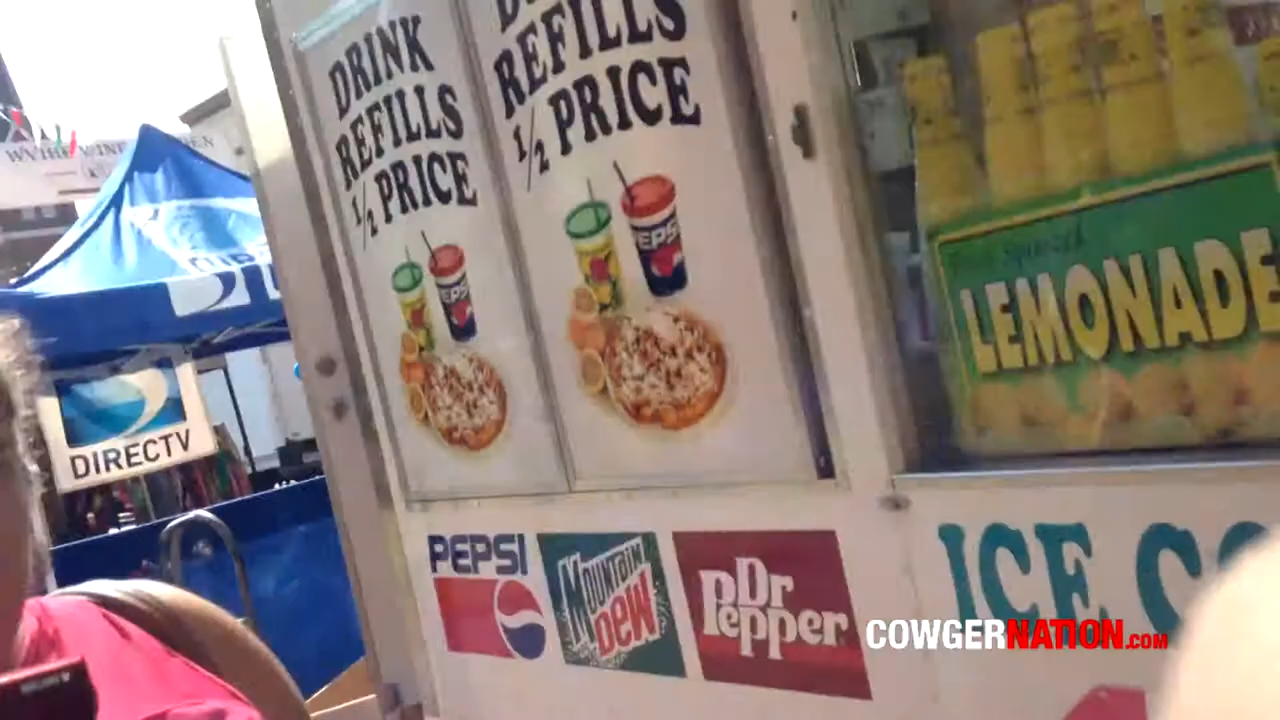 DRINK
REFILLS
1/2 PRICE
REFILLS
1/2 PRICE
PEPSI
PEPSI
DIRECTV
LEMONADE
PEPSI
MOUNTAIN
DEW
Dr
Pepper
ICE
COWGERNATION.COM